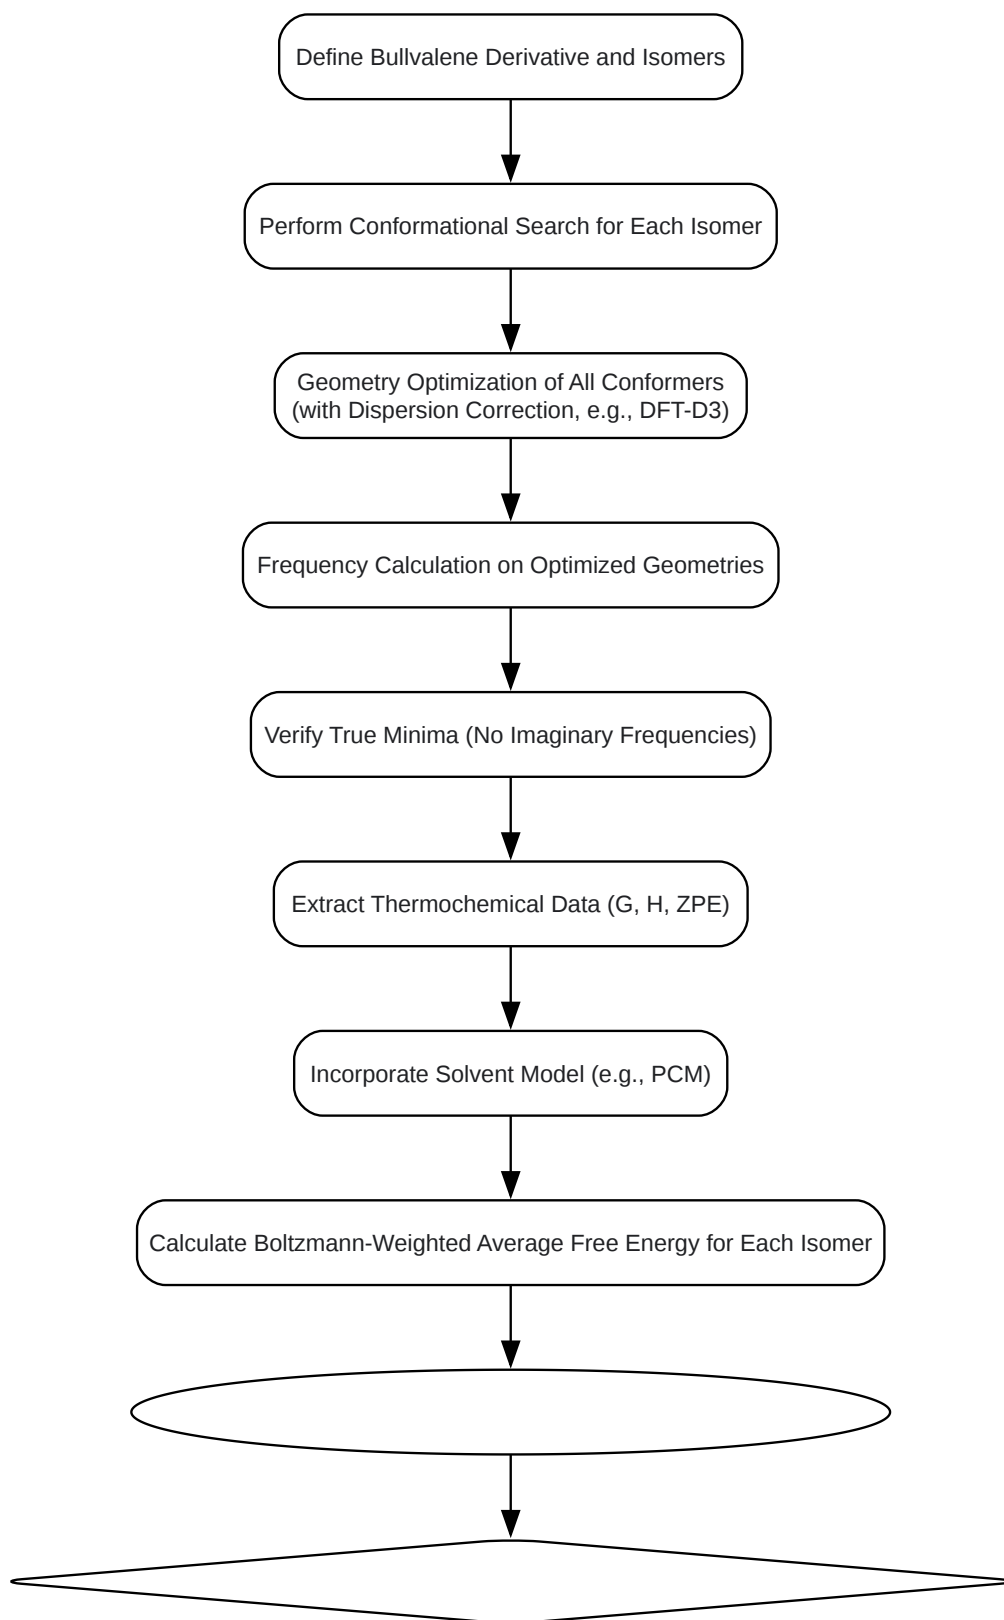 Define Bullvalene Derivative and Isomers
Perform Conformational Search for Each Isomer
Geometry Optimization of All Conformers
(with Dispersion Correction, e.g., DFT-D3)
Frequency Calculation on Optimized Geometries
Verify True Minima (No Imaginary Frequencies)
Extract Thermochemical Data (G, H, ZPE)
Incorporate Solvent Model (e.g., PCM)
Calculate Boltzmann-Weighted Average Free Energy for Each Isomer